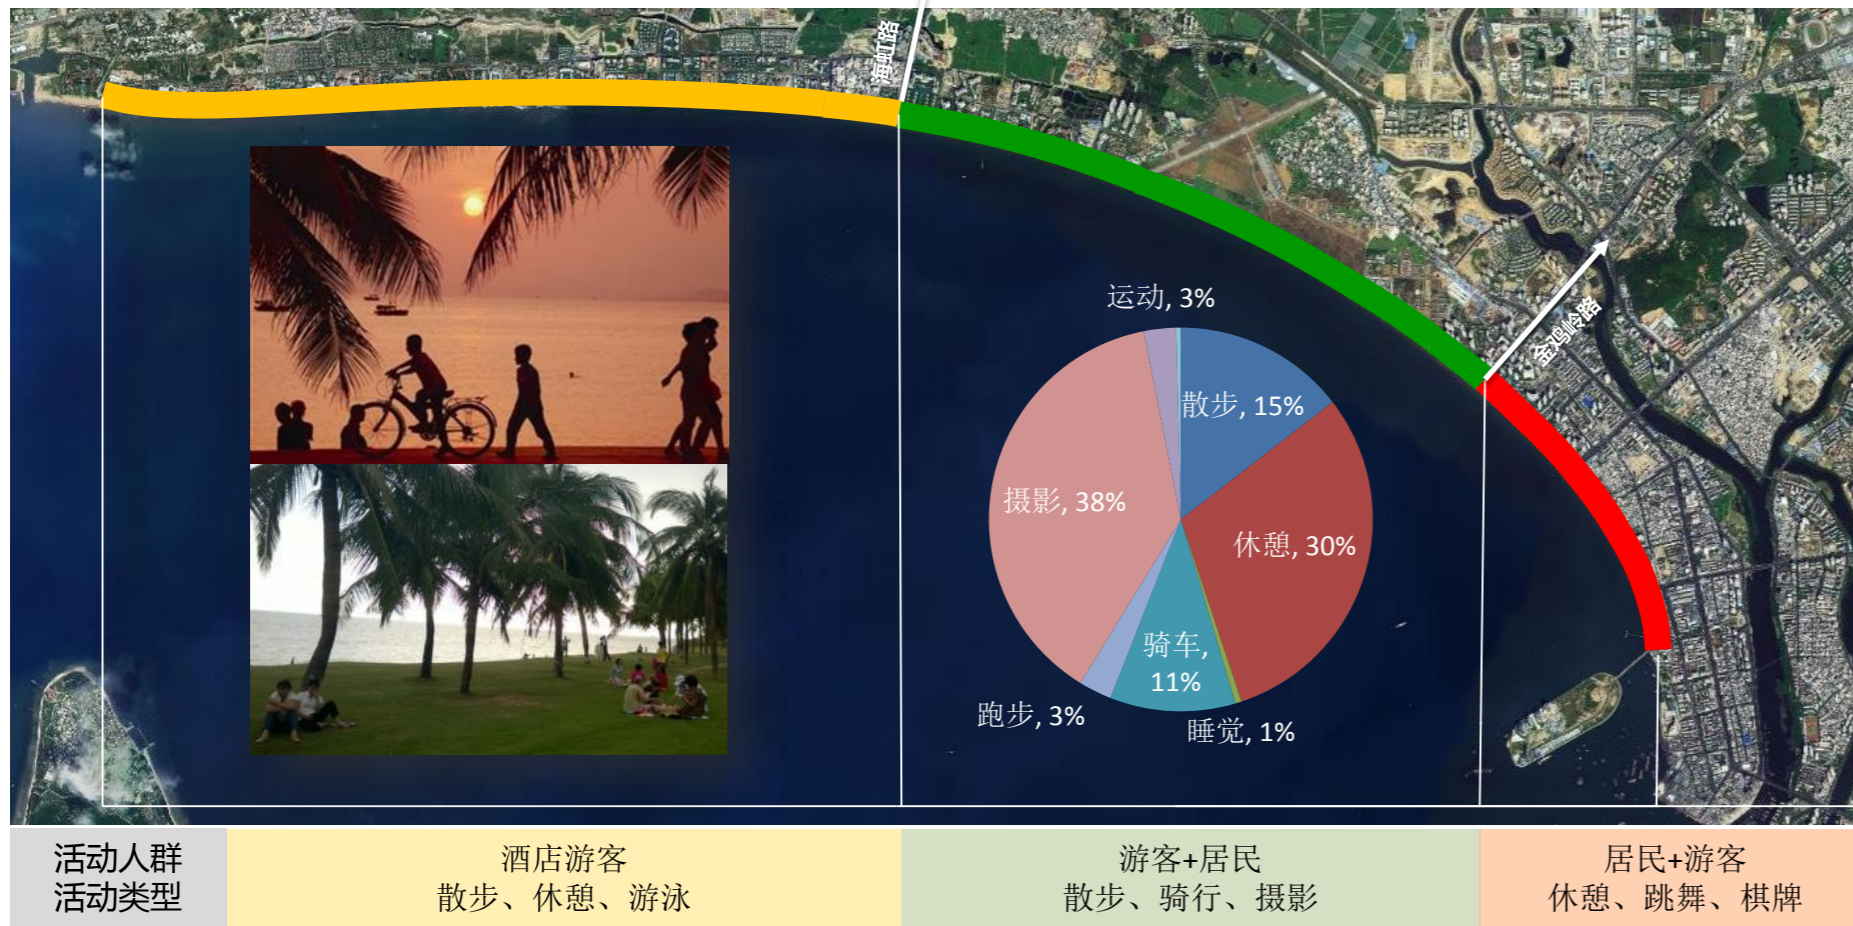 海虹路
金鸡岭路
运动, 3%
散步, 15%
摄影, 38%
休憩, 30%
骑车,
11%
跑步, 3%
睡觉, 1%
活动人群
活动类型
酒店游客
散步、休憩、游泳
游客+居民
散步、骑行、摄影
居民+游客
休憩、跳舞、棋牌